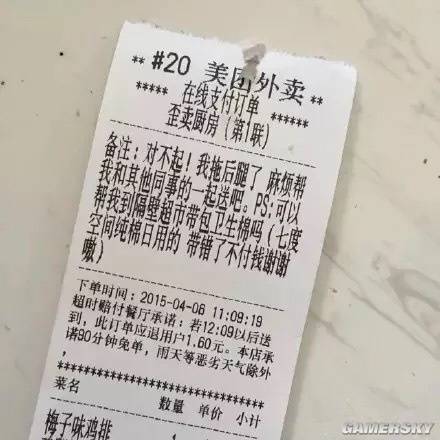 ** #20 美团外卖 **
***** 在线支付订单 *****
歪卖厨房(第1联)
备注：对不起！我拖后腿了 麻烦帮
我和其他同事的一起送吧。PS:可以
帮我到隔壁超市带包卫生棉吗(七度
空间纯棉日用的 带错了不付钱谢谢
嗷)
下单时间：2015-04-06 11:09:19
超时赔付餐厅承诺：若12:09以后送
到，此订单应退用户1.60元。本店承
诺90分钟免单，雨天等恶劣天气除外
，
菜名 数量 单价 小计
梅子味鸡排
GAMERSKY